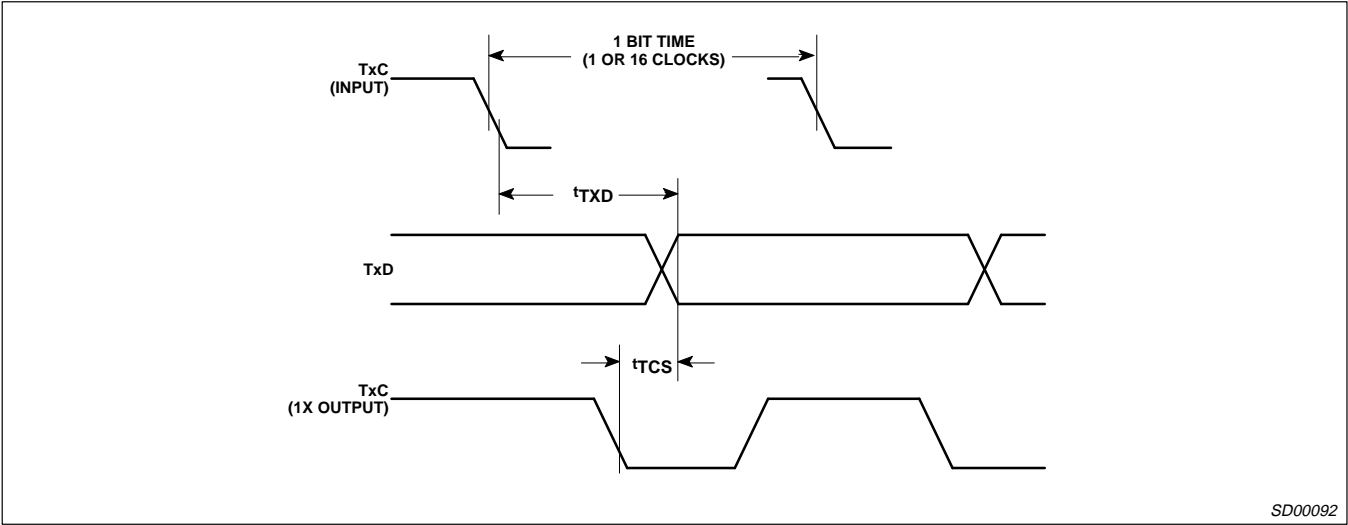 1 BIT TIME
(1 OR 16 CLOCKS)
TxC
(INPUT)
tTXD
TxD
tTCS
TxC
(1X OUTPUT)
SD00092